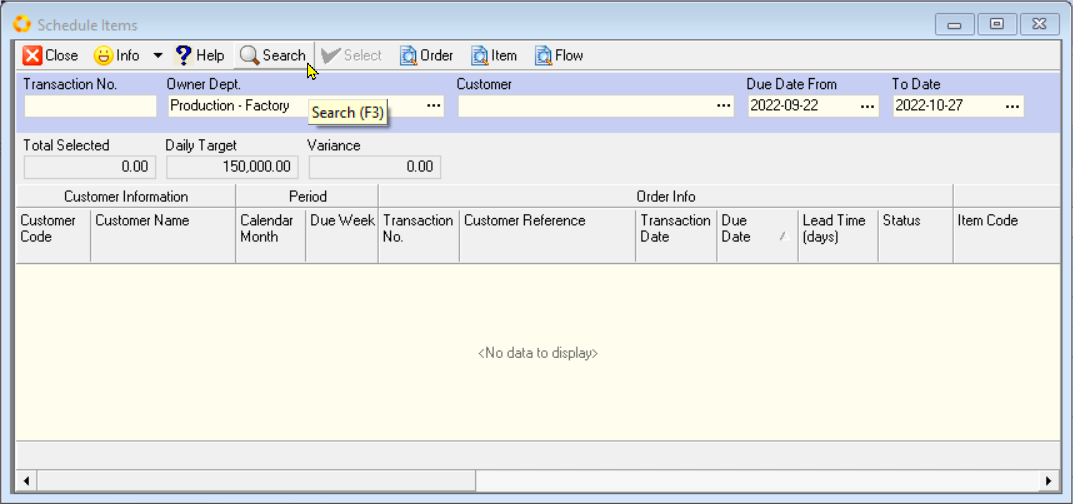 Schedule Items
Close Info Help Search Select Order Item Flow
Transaction No. Owner Dept. Customer Due Date From To Date
Production - Factory ... ... 2022-09-22 ... 2022-10-27 ...
Search (F3)
Total Selected Daily Target Variance
0.00 150,000.00 0.00
Customer Information Period Order Info
Customer Code Customer Name Calendar Month Due Week Transaction No. Customer Reference Transaction Date Due Date Lead Time (days) Status Item Code
<No data to display>